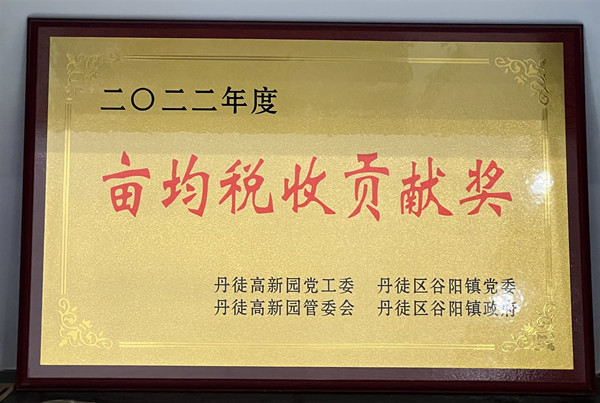 二〇二二年度
亩均税收贡献奖
丹徒高新园党工委 丹徒区谷阳镇党委
丹徒高新园管委会 丹徒区谷阳镇政府